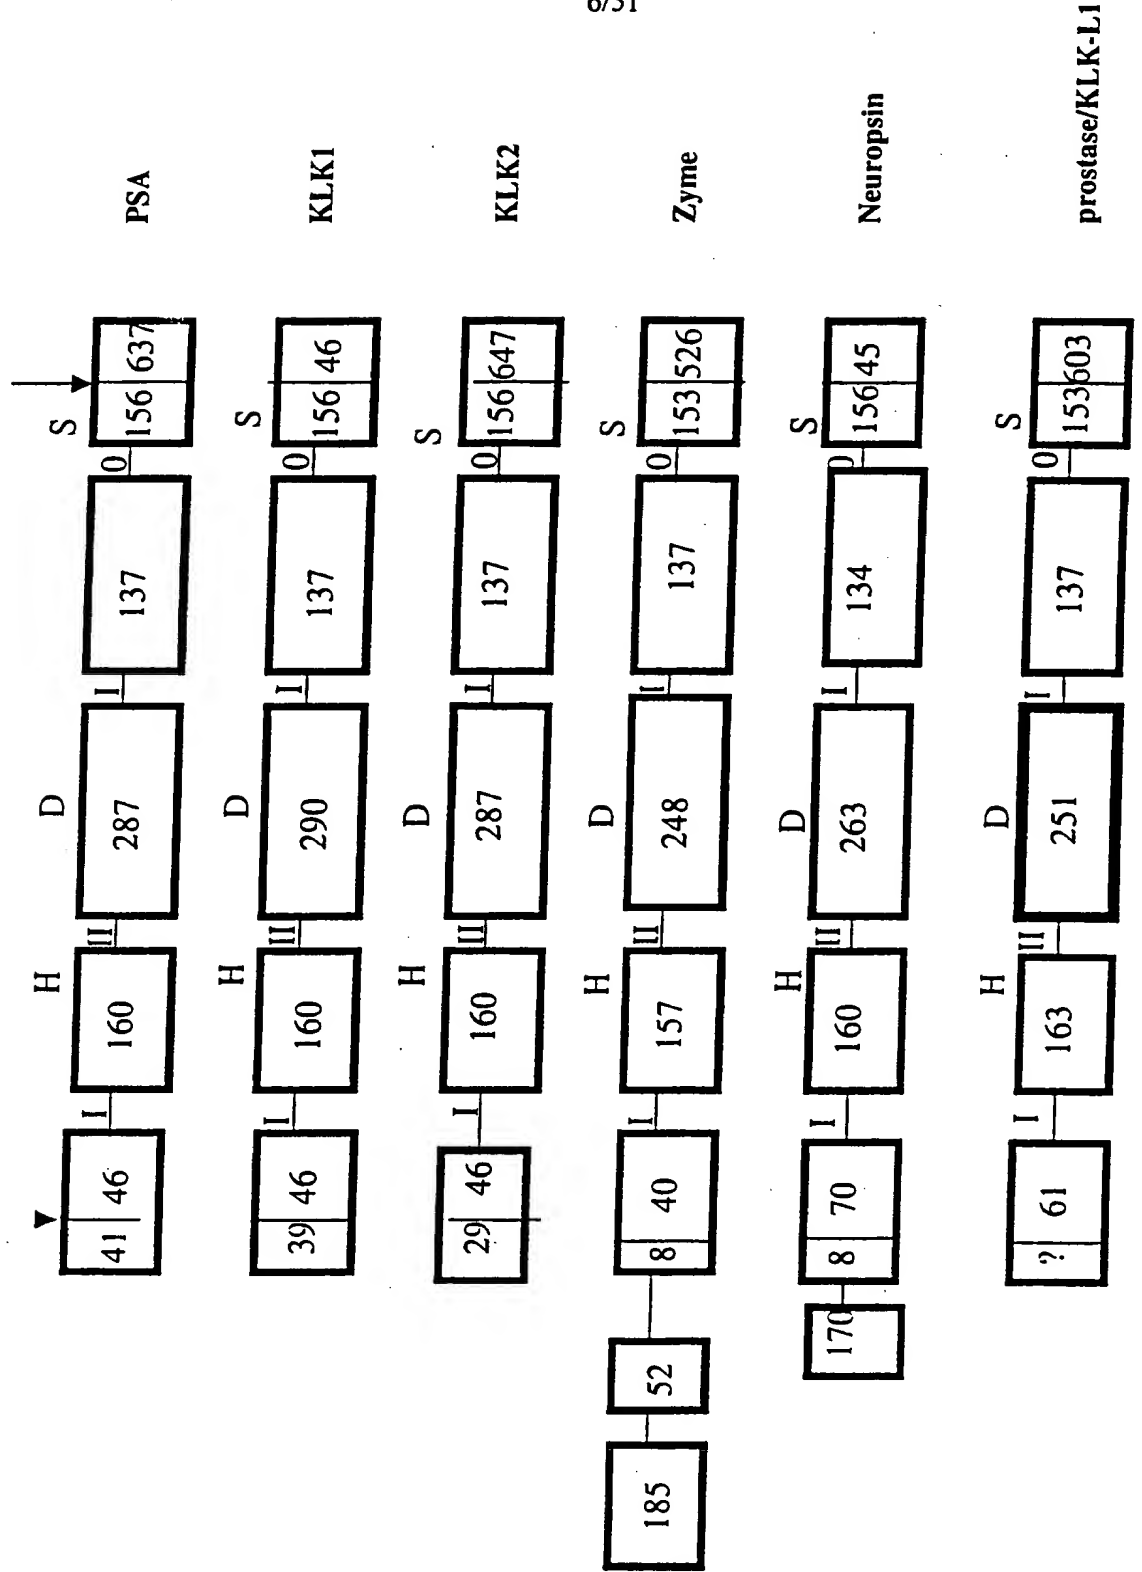 H D S
41 46 I 160 II 287 I 137 0 156 637 PSA
H D S
39 46 I 160 II 290 I 137 0 156 46 KLK1
H D S
29 46 I 160 II 287 I 137 0 156 647 KLK2
H D S
185 52 8 40 I 157 II 248 I 137 0 153 526 Zyme
H D S
170 8 70 I 160 II 263 I 134 0 156 45 Neuropsin
H D S
? 61 I 163 II 251 I 137 0 153 603 prostase/KLK-L1